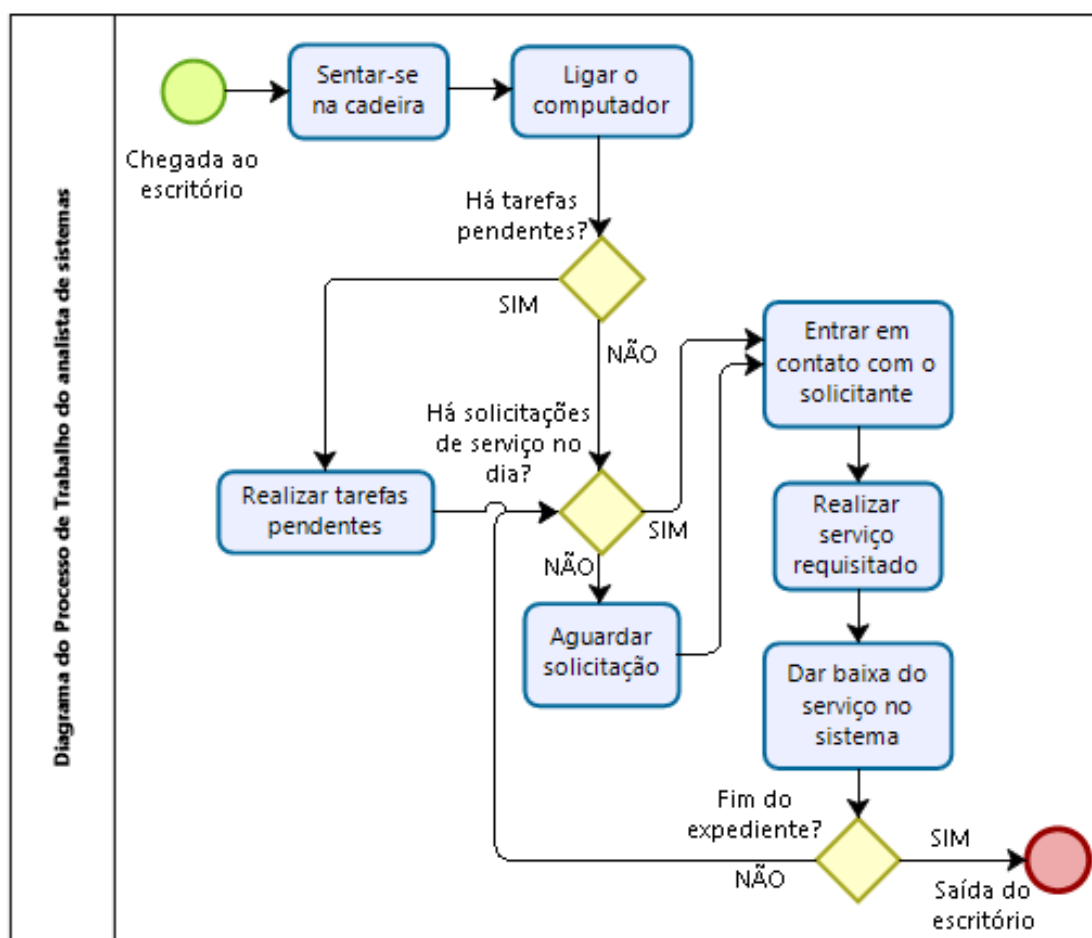 Diagrama do Processo de Trabalho do analista de sistemas
Chegada ao
escritório
Sentar-se
na cadeira
Ligar o
computador
Há tarefas
pendentes?
SIM
NÃO
Realizar tarefas
pendentes
Há solicitações
de serviço no
dia?
SIM
NÃO
Aguardar
solicitação
Entrar em
contato com o
solicitante
Realizar
serviço
requisitado
Dar baixa do
serviço no
sistema
Fim do
expediente?
NÃO
SIM
Saída do
escritório